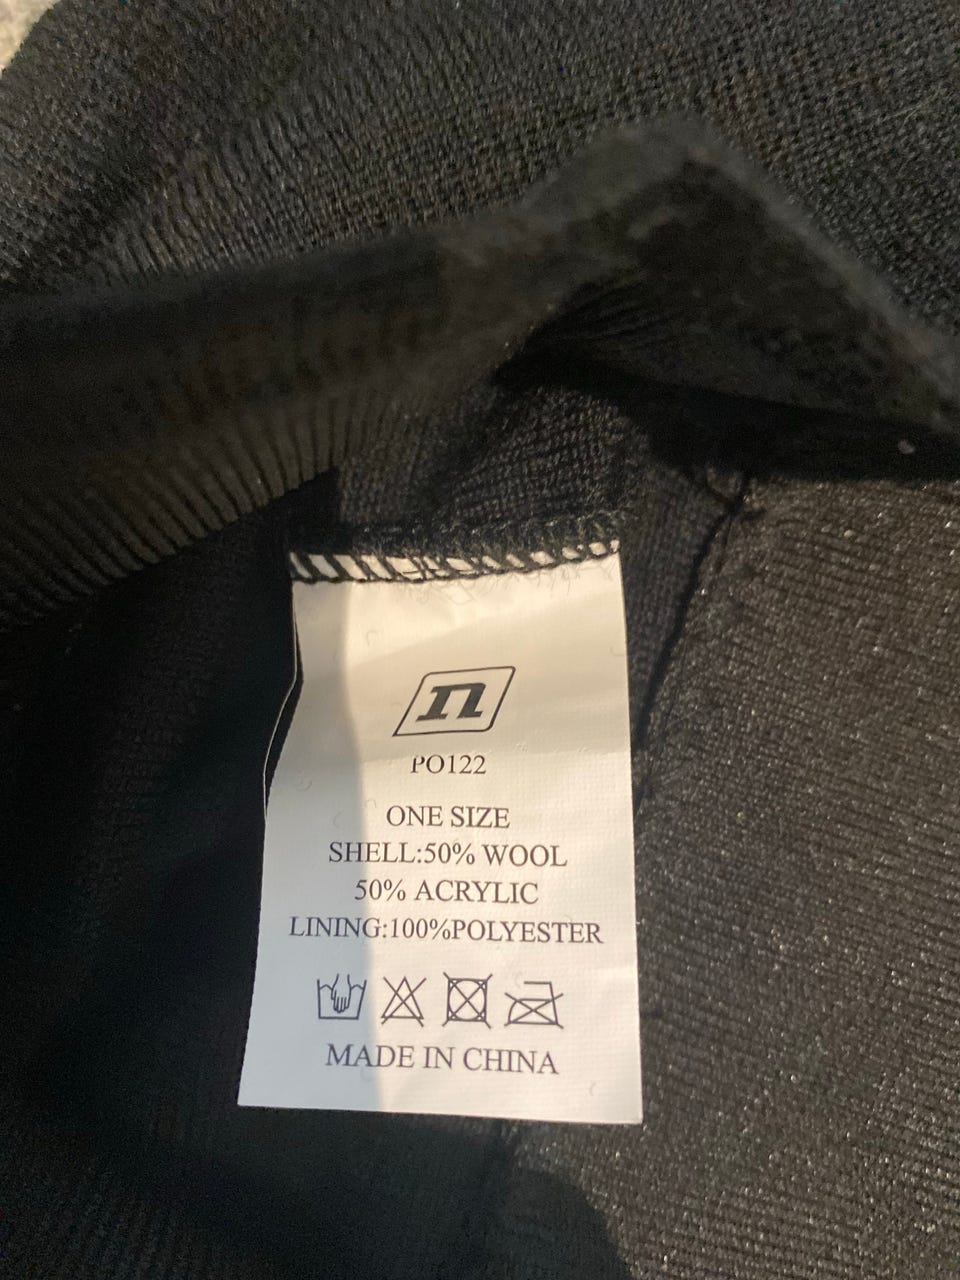 n
PO122
ONE SIZE
SHELL:50% WOOL
50% ACRYLIC
LINING:100%POLYESTER
MADE IN CHINA